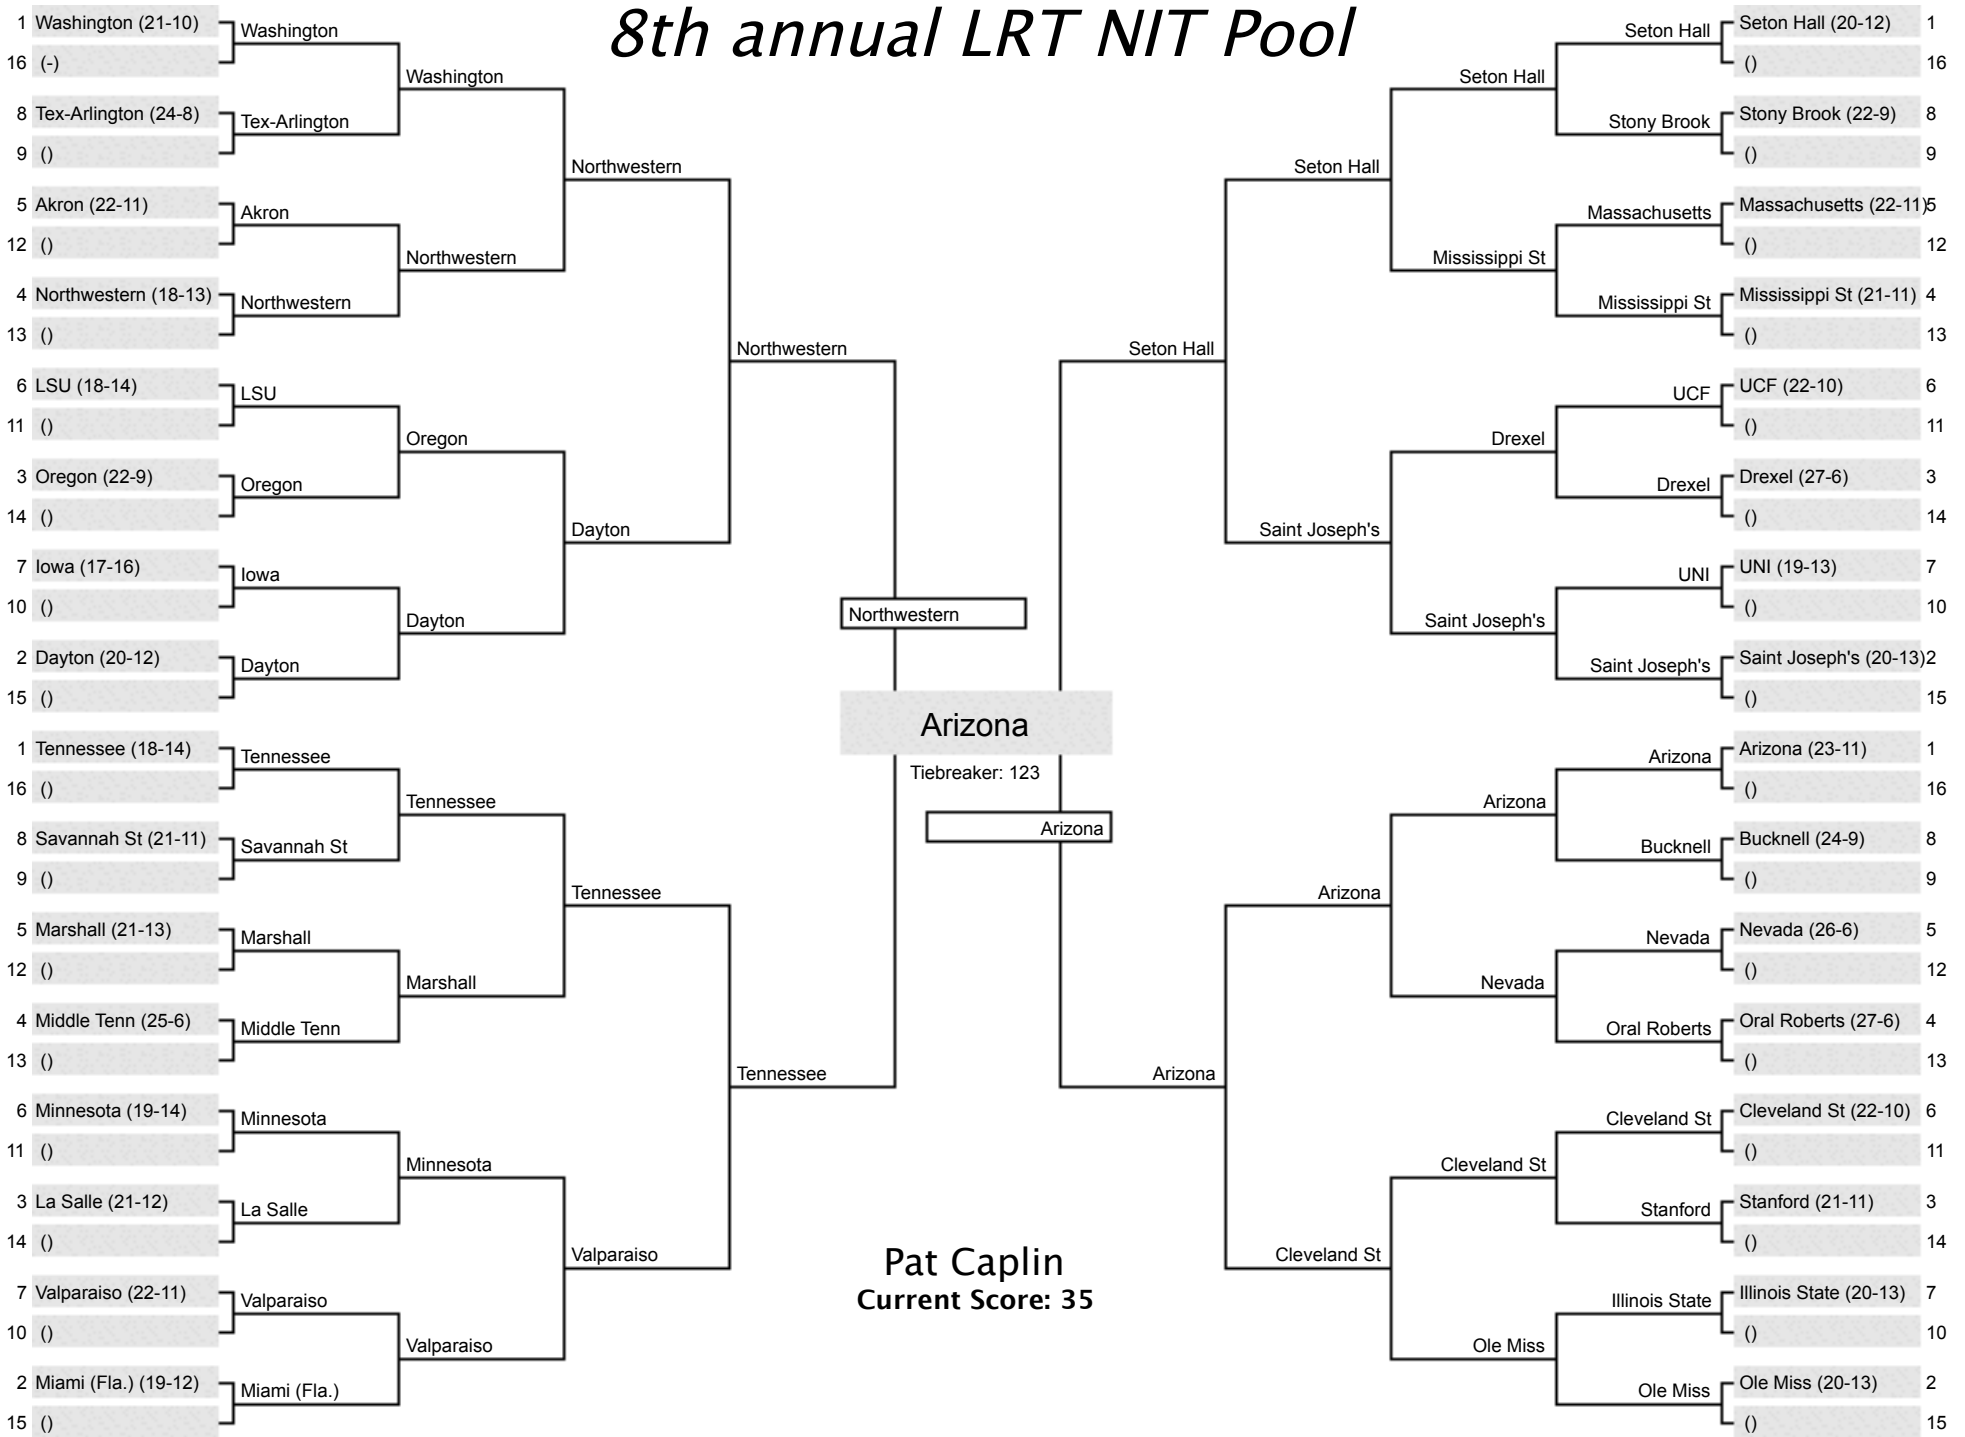 8th annual LRT NIT Pool
1 Washington (21-10)
16 (-)
8 Tex-Arlington (24-8)
9 ()
5 Akron (22-11)
12 ()
4 Northwestern (18-13)
13 ()
6 LSU (18-14)
11 ()
3 Oregon (22-9)
14 ()
7 Iowa (17-16)
10 ()
2 Dayton (20-12)
15 ()
1 Tennessee (18-14)
16 ()
8 Savannah St (21-11)
9 ()
5 Marshall (21-13)
12 ()
4 Middle Tenn (25-6)
13 ()
6 Minnesota (19-14)
11 ()
3 La Salle (21-12)
14 ()
7 Valparaiso (22-11)
10 ()
2 Miami (Fla.) (19-12)
15 ()
Washington
Tex-Arlington
Akron
Northwestern
LSU
Oregon
Iowa
Dayton
Tennessee
Savannah St
Marshall
Middle Tenn
Minnesota
La Salle
Valparaiso
Miami (Fla.)
Washington
Northwestern
Oregon
Dayton
Tennessee
Marshall
Minnesota
Valparaiso
Northwestern
Dayton
Tennessee
Valparaiso
Northwestern
Tennessee
Northwestern
Arizona
Tiebreaker: 123
Arizona
Pat Caplin
Current Score: 35
Seton Hall
Arizona
Seton Hall
Saint Joseph's
Arizona
Cleveland St
Seton Hall
Mississippi St
Drexel
Saint Joseph's
Arizona
Nevada
Cleveland St
Ole Miss
Seton Hall
Stony Brook
Massachusetts
Mississippi St
UCF
Drexel
UNI
Saint Joseph's
Arizona
Bucknell
Nevada
Oral Roberts
Cleveland St
Stanford
Illinois State
Ole Miss
Seton Hall (20-12) 1
() 16
Stony Brook (22-9) 8
() 9
Massachusetts (22-11) 5
() 12
Mississippi St (21-11) 4
() 13
UCF (22-10) 6
() 11
Drexel (27-6) 3
() 14
UNI (19-13) 7
() 10
Saint Joseph's (20-13) 2
() 15
Arizona (23-11) 1
() 16
Bucknell (24-9) 8
() 9
Nevada (26-6) 5
() 12
Oral Roberts (27-6) 4
() 13
Cleveland St (22-10) 6
() 11
Stanford (21-11) 3
() 14
Illinois State (20-13) 7
() 10
Ole Miss (20-13) 2
() 15